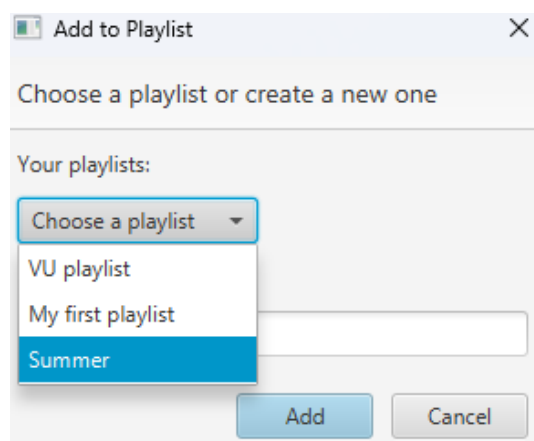 Add to Playlist
Choose a playlist or create a new one
Your playlists:
Choose a playlist
VU playlist
My first playlist
Summer
Add Cancel